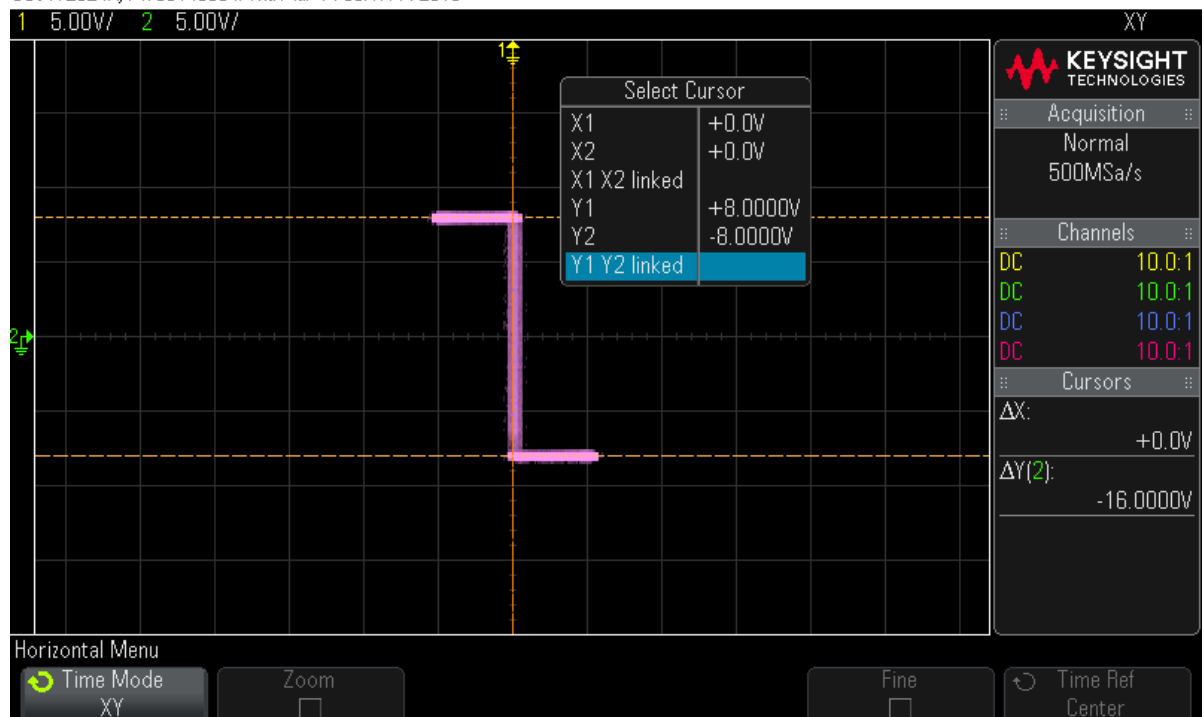 1 5.00V/ 2 5.00V/ XY
1
KEYSIGHT
TECHNOLOGIES
Select Cursor
X1 +0.0V
X2 +0.0V
X1 X2 linked
Y1 +8.0000V
Y2 -8.0000V
Y1 Y2 linked
2
Acquisition
Normal
500MSa/s
Channels
DC 10.0:1
DC 10.0:1
DC 10.0:1
DC 10.0:1
Cursors
ΔX:
+0.0V
ΔY(2):
-16.0000V
Horizontal Menu
Time Mode
XY
Zoom
Fine
Time Ref
Center